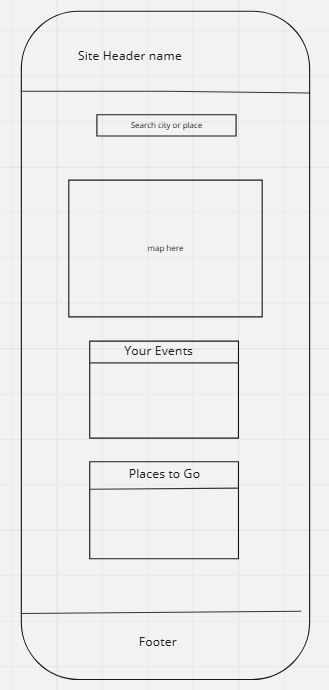 Site Header name
Search city or place
map here
Your Events
Places to Go
Footer